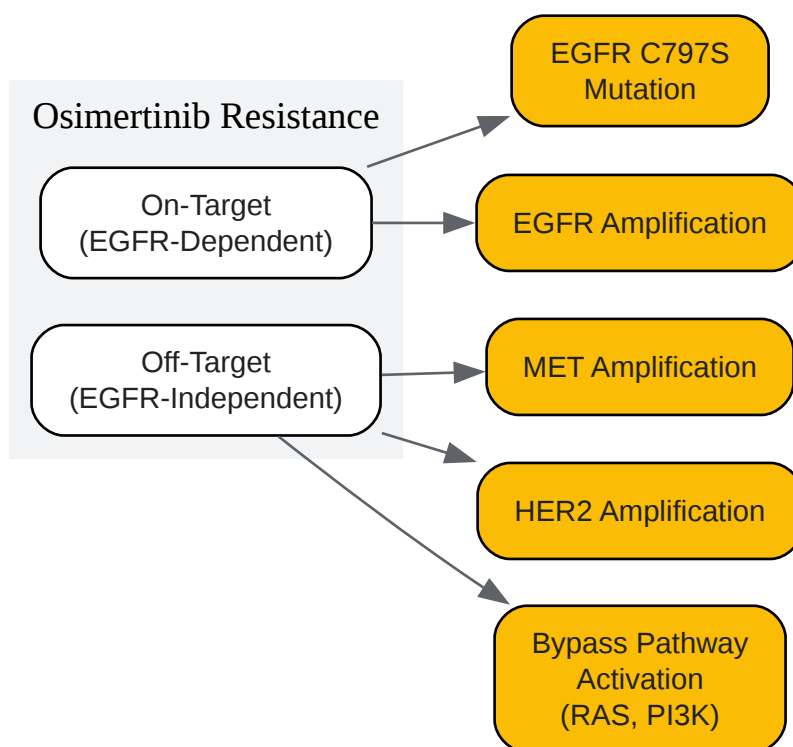 Osimertinib Resistance
On-Target
(EGFR-Dependent)
Off-Target
(EGFR-Independent)
EGFR C797S
Mutation
EGFR Amplification
MET Amplification
HER2 Amplification
Bypass Pathway
Activation
(RAS, PI3K)